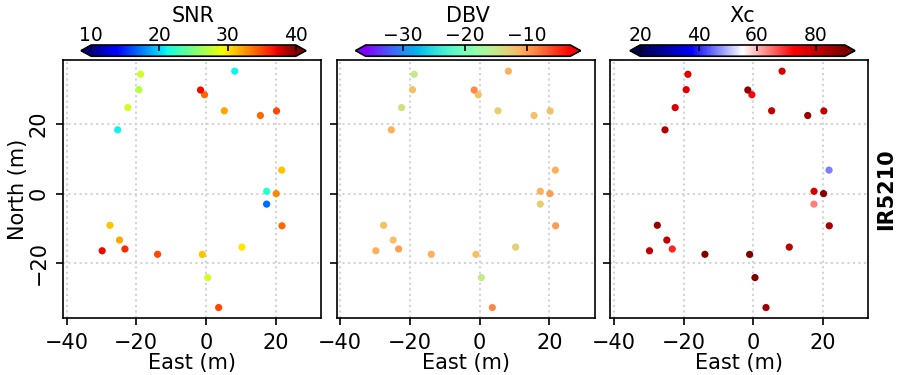 SNR DBV Xc
10 20 30 40 −30 −20 −10 20 40 60 80
North (m)
20
0
−20
IR5210
−40 −20 0 20 −40 −20 0 20 −40 −20 0 20
East (m) East (m) East (m)